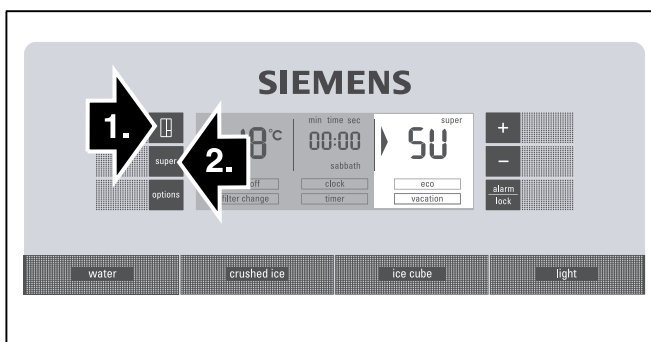 SIEMENS
1.
2.
super
options
8°C
min time sec
00:00
sabbath
off
filter change
clock
timer
super
SU
eco
vacation
+
−
alarm
lock
water
crushed ice
ice cube
light